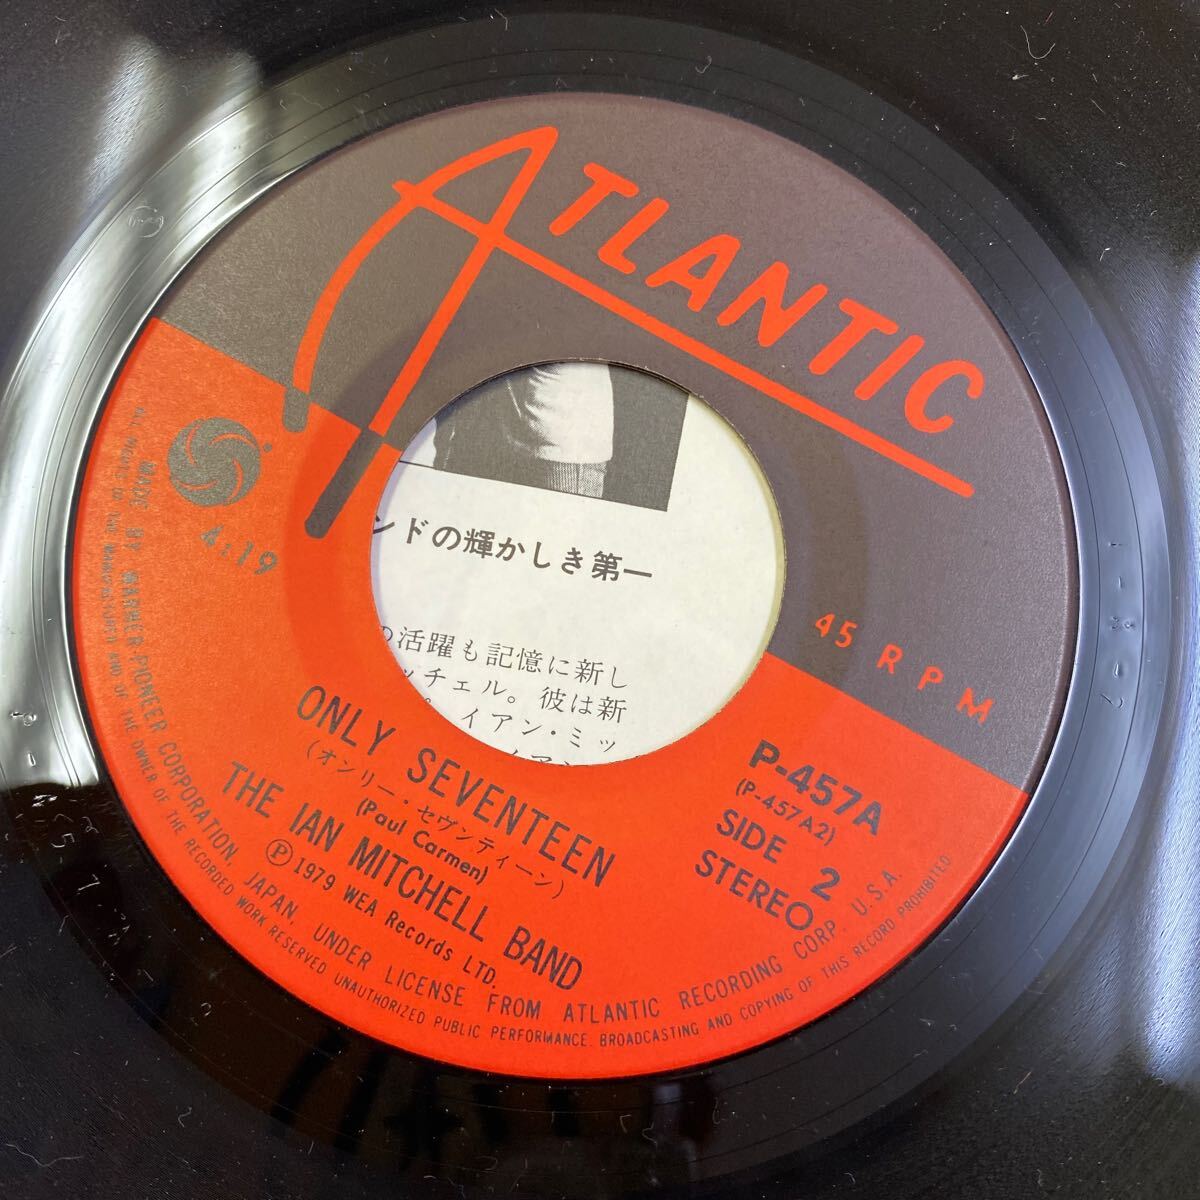 ATLANTIC
45 RPM
4:19
P-457A
(P-457A2)
SIDE 2
STEREO
ONLY SEVENTEEN
(オンリー・セヴンティーン)
(Paul Carmen)
THE IAN MITCHELL BAND
Ⓟ 1979 WEA Records LTD.
MADE BY WARNER-PIONEER CORPORATION, JAPAN, UNDER LICENSE FROM ATLANTIC RECORDING CORP. U.S.A.
ALL RIGHTS OF THE MANUFACTURER AND OF THE OWNER OF THE RECORDED WORK RESERVED UNAUTHORIZED PUBLIC PERFORMANCE. BROADCASTING AND COPYING OF THIS RECORD PROHIBITED
ンドの輝かしき第一
の活躍も記憶に新し
ッチェル。彼は新
イアン・ミッ